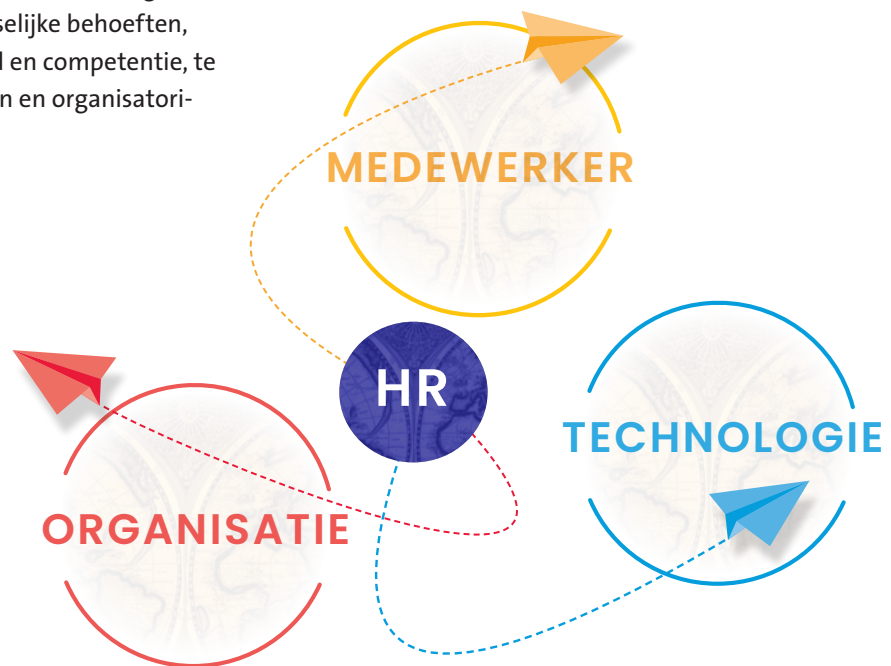 selijke behoeften,
en competentie, te
n en organisatori-
MEDEWERKER
HR
TECHNOLOGIE
ORGANISATIE